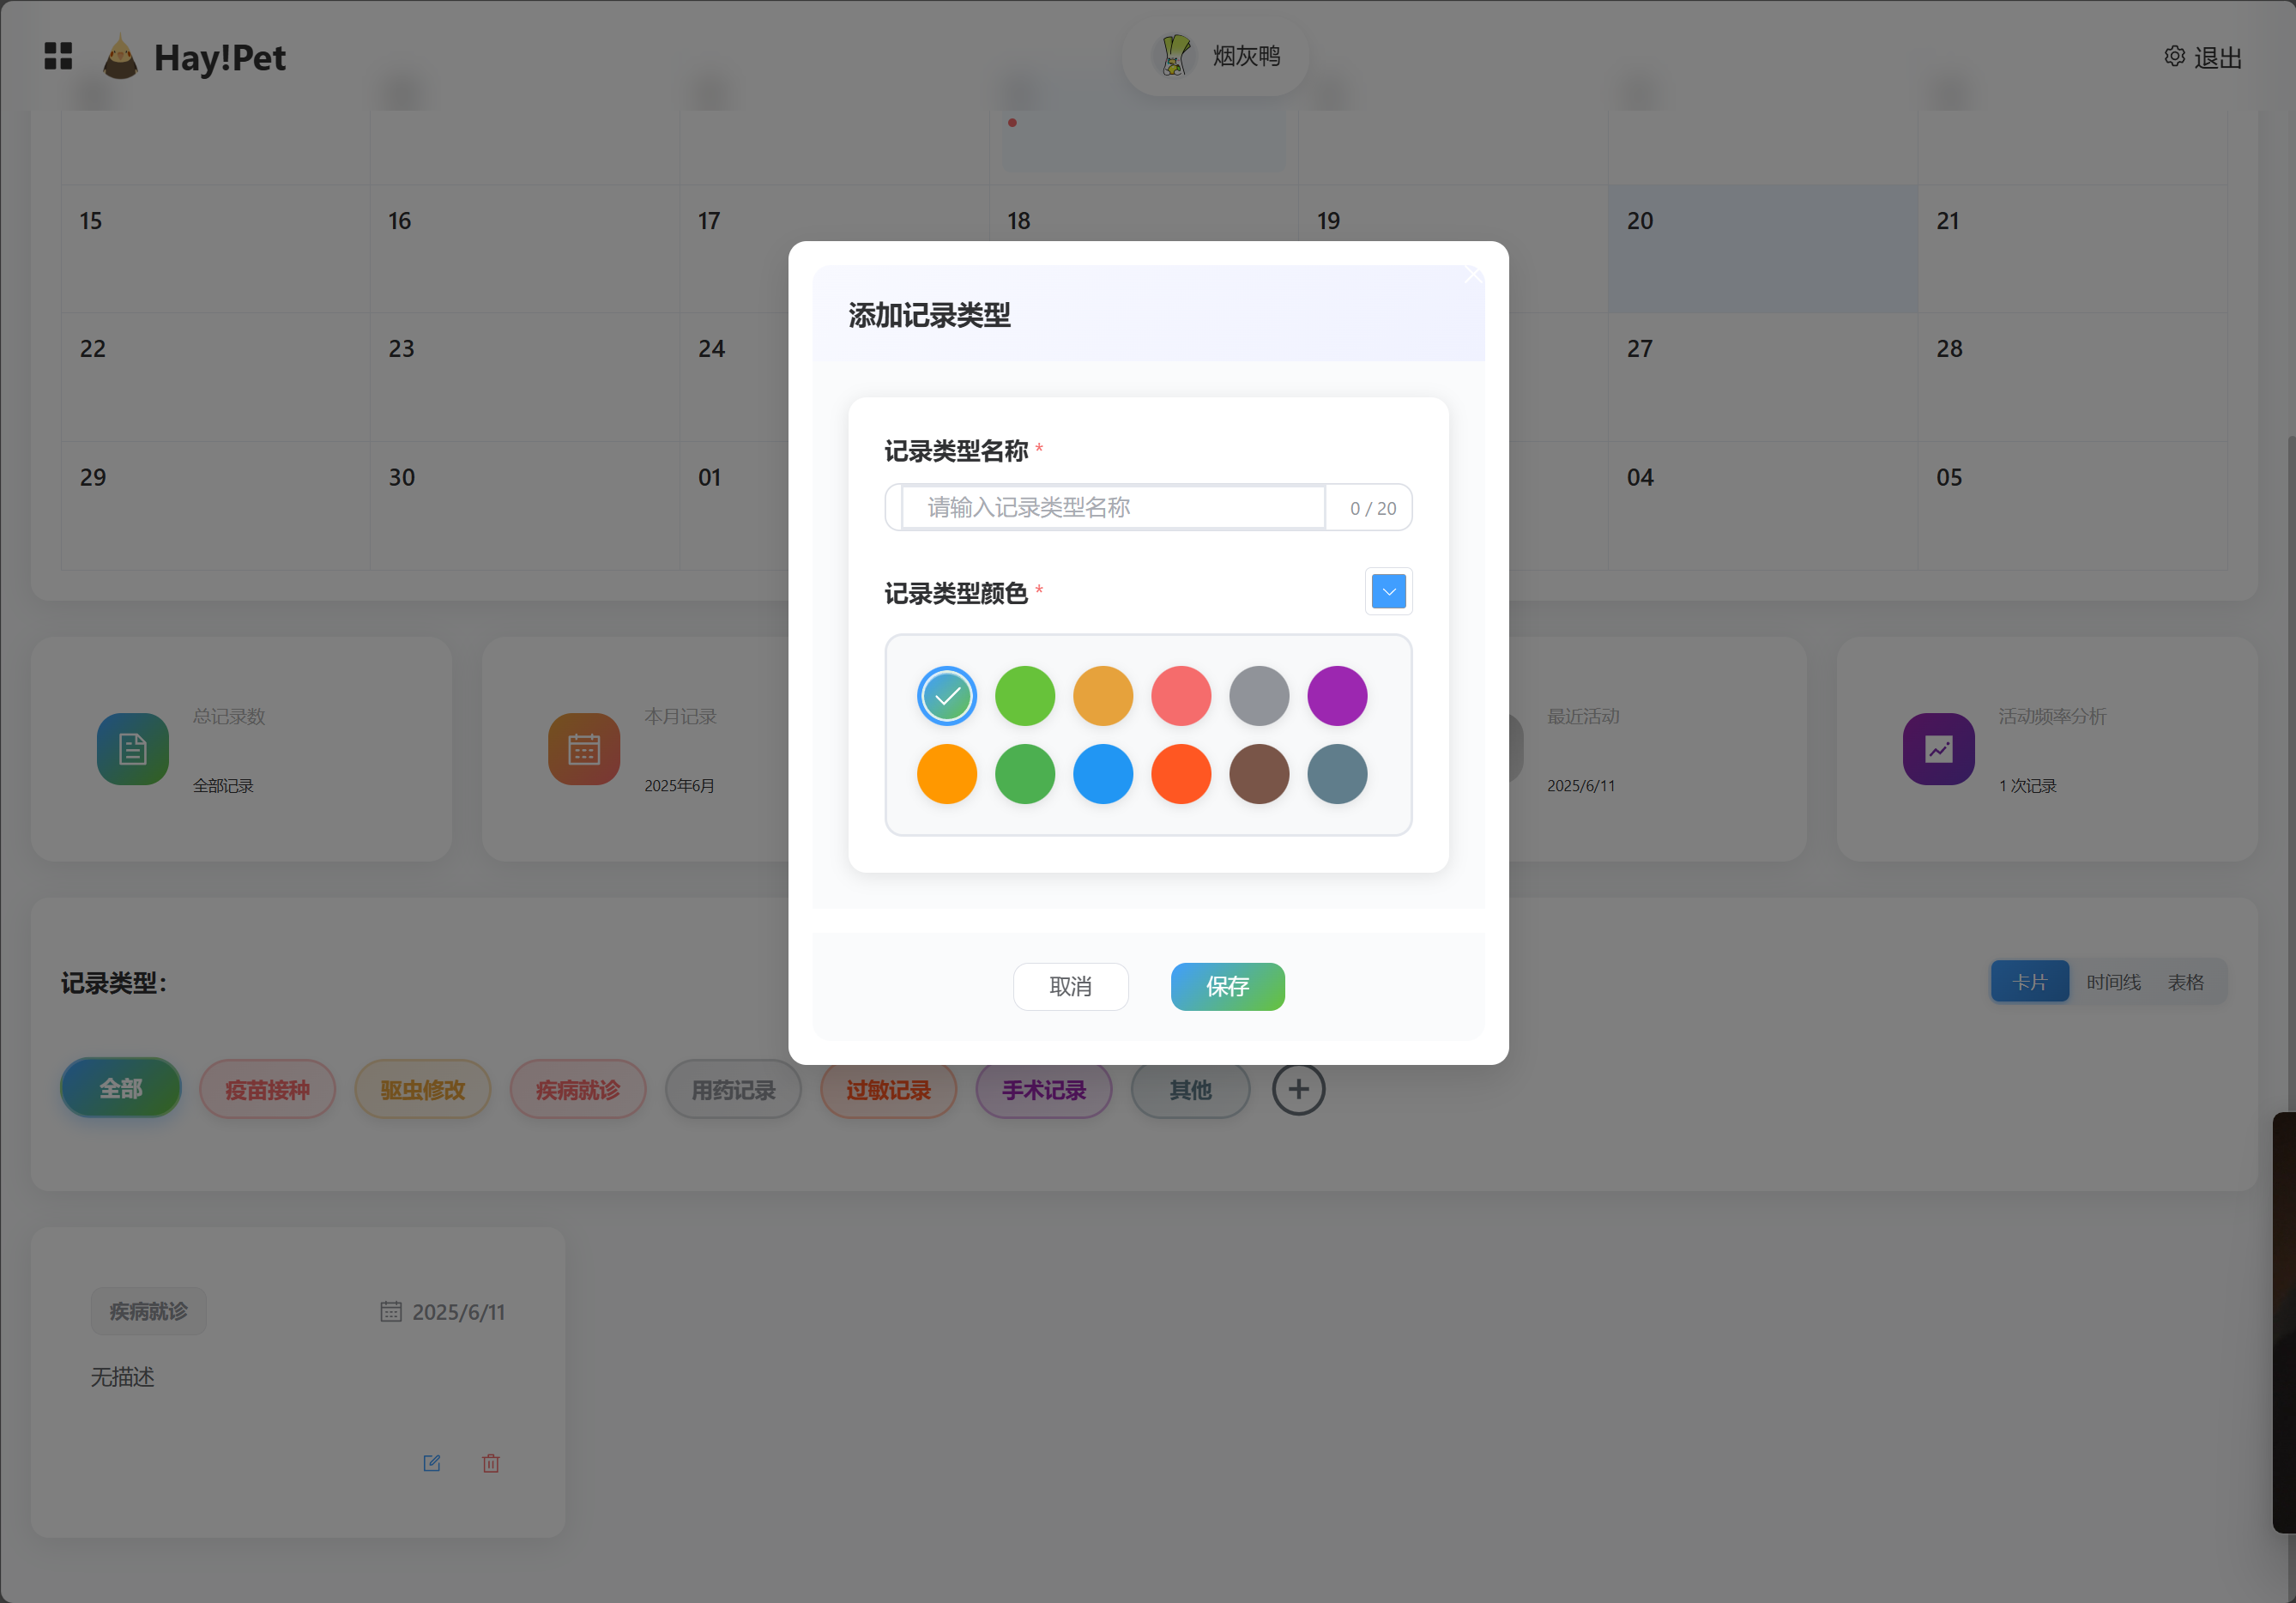 Hay!Pet
烟灰鸭
退出
15 16 17 18 19 20 21
22 23 24 27 28
29 30 01 04 05
添加记录类型
记录类型名称 *
请输入记录类型名称 0 / 20
记录类型颜色 *
取消 保存
总记录数
全部记录
本月记录
2025年6月
最近活动
2025/6/11
活动频率分析
1 次记录
记录类型：
卡片 时间线 表格
全部 疫苗接种 驱虫修改 疾病就诊 用药记录 过敏记录 手术记录 其他
疾病就诊 2025/6/11
无描述